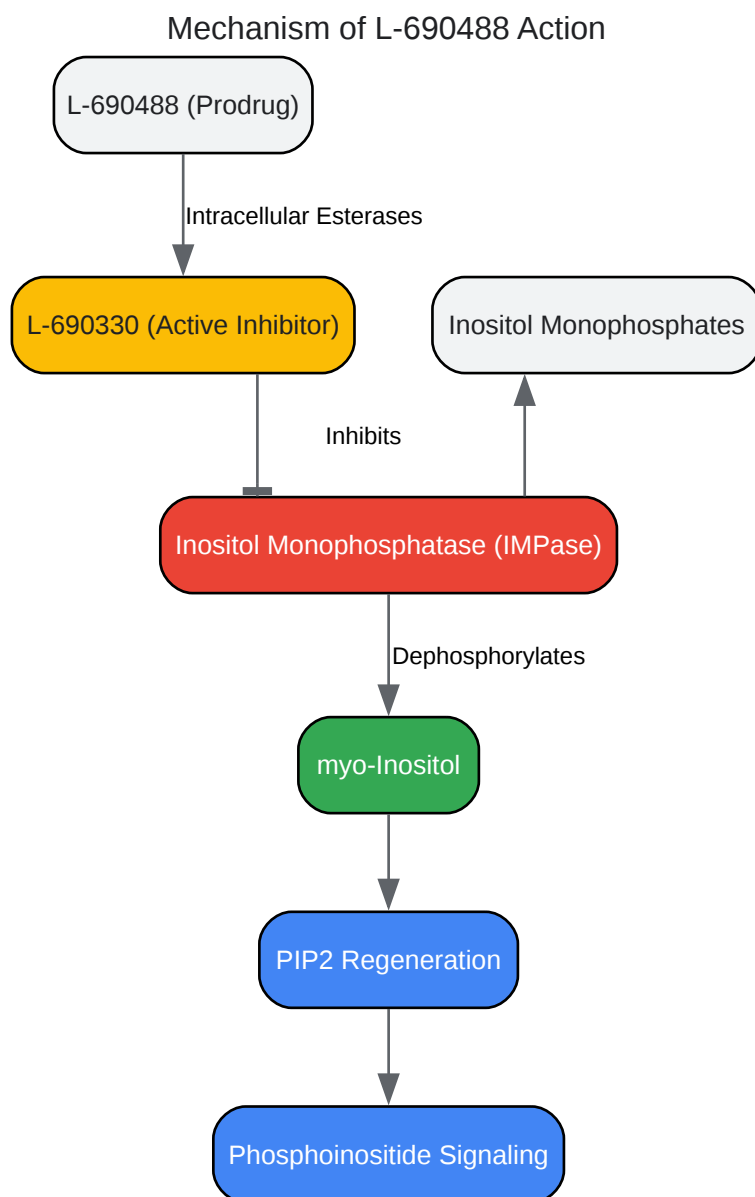 Mechanism of L-690488 Action
L-690488 (Prodrug)
Intracellular Esterases
L-690330 (Active Inhibitor)
Inositol Monophosphates
Inhibits
Inositol Monophosphatase (IMPase)
Dephosphorylates
myo-Inositol
PIP2 Regeneration
Phosphoinositide Signaling